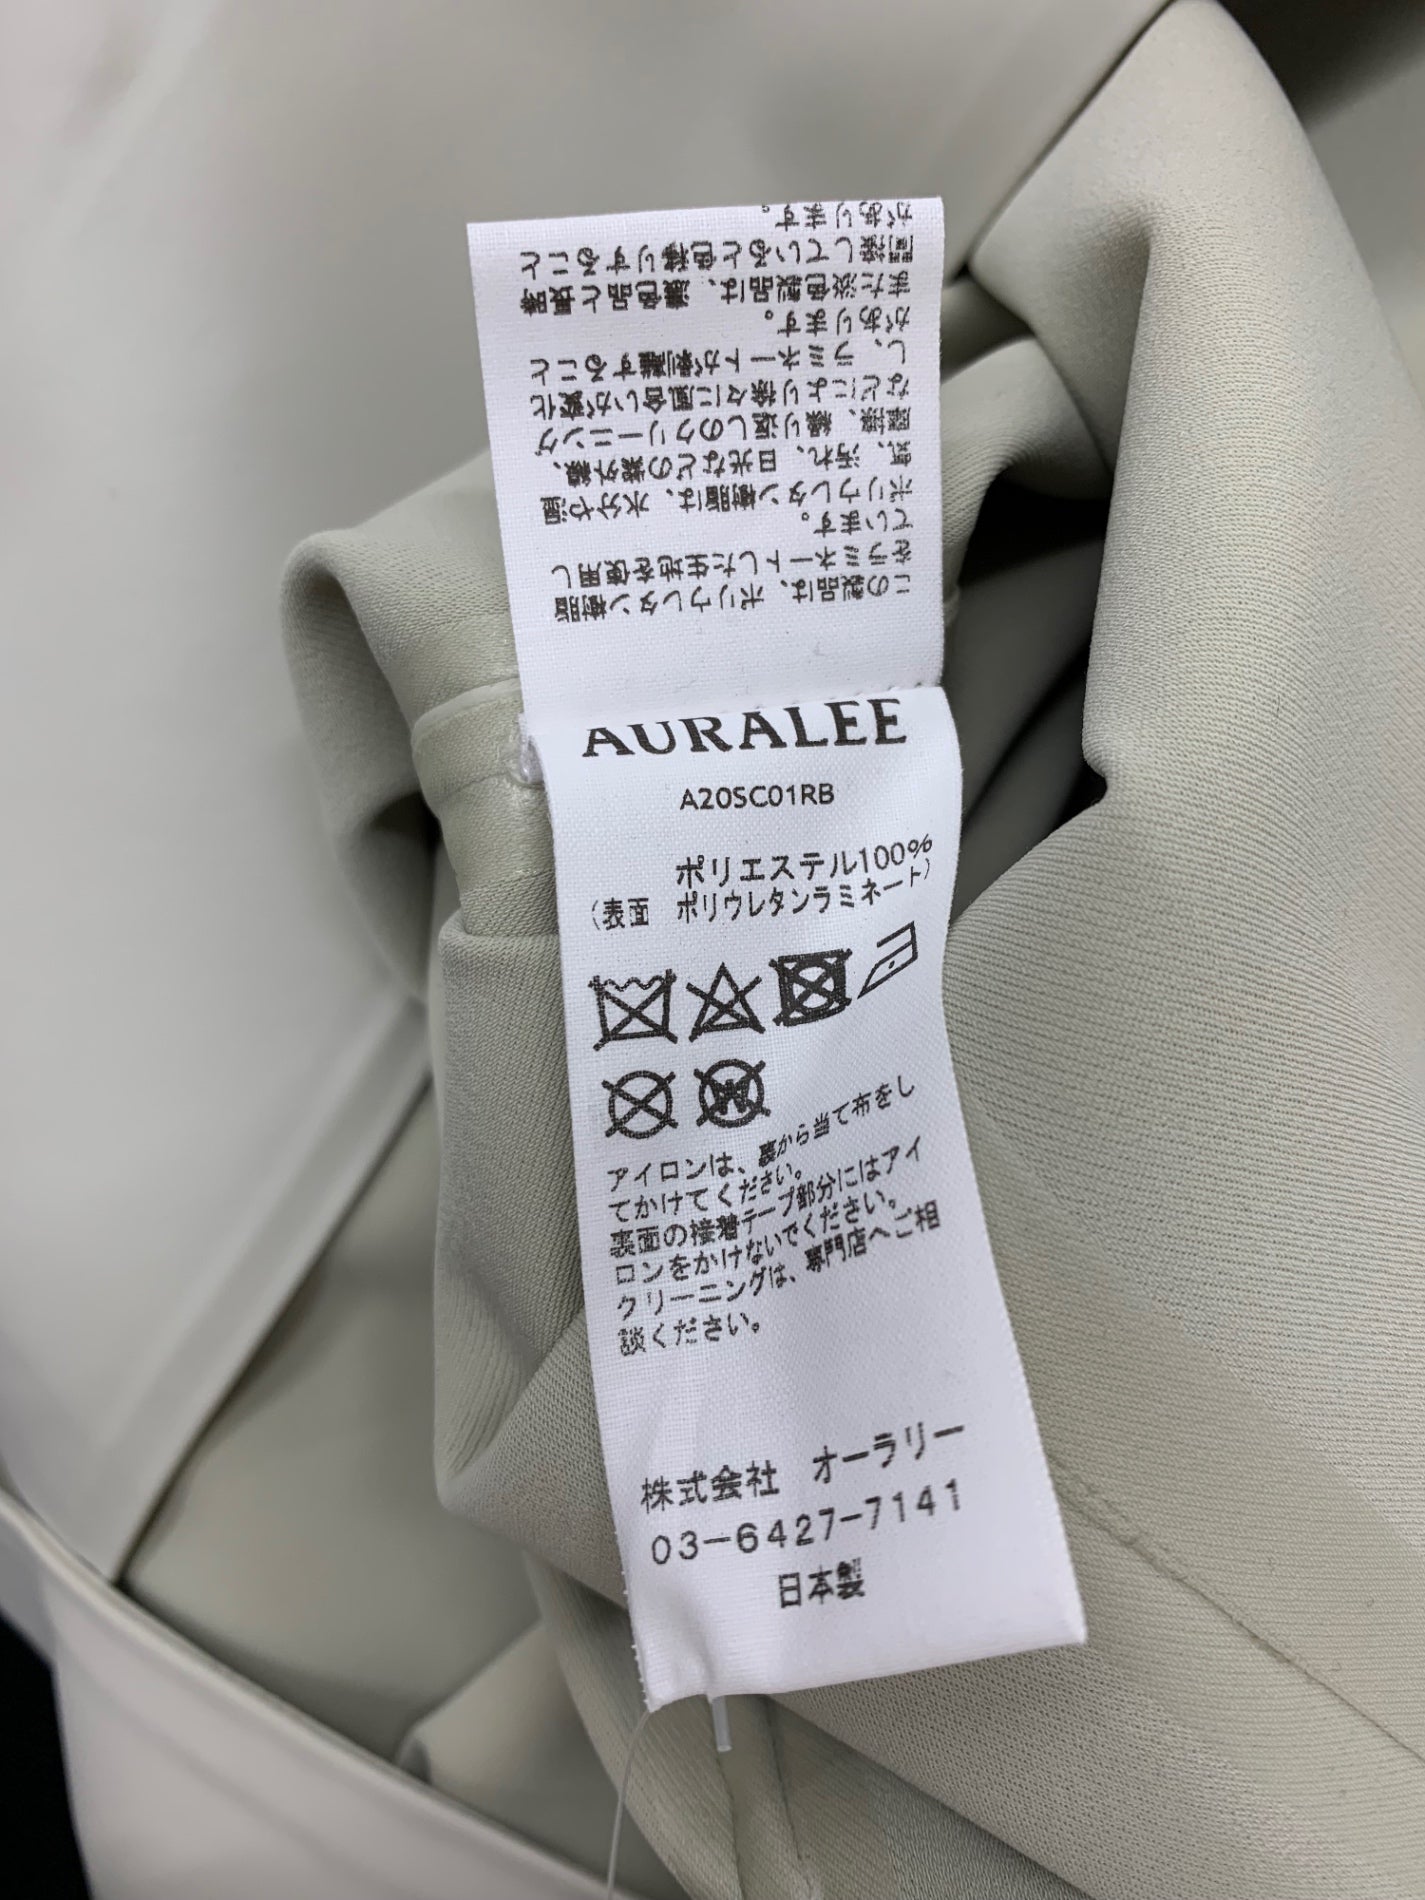 この製品は、ポリウレタン樹脂
をラミネートした生地を使用し
ています。
ポリウレタン樹脂は、水分や湿
気、汚れ、日光などの紫外線、
環境、繰り返しのクリーニング
などにより徐々に風合いが変化
し、ラミネートが剥離すること
があります。
また淡色製品は、濃色品と長時
間接していると色移りすること
があります。
AURALEE
A20SC01RB
ポリエステル100%
（表面 ポリウレタンラミネート）
アイロンは、裏から当て布をし
てかけてください。
表面の接着テープ部分にはアイ
ロンをかけないでください。
クリーニングは、専門店へご相
談ください。
株式会社 オーラリー
03-6427-7141
日本製